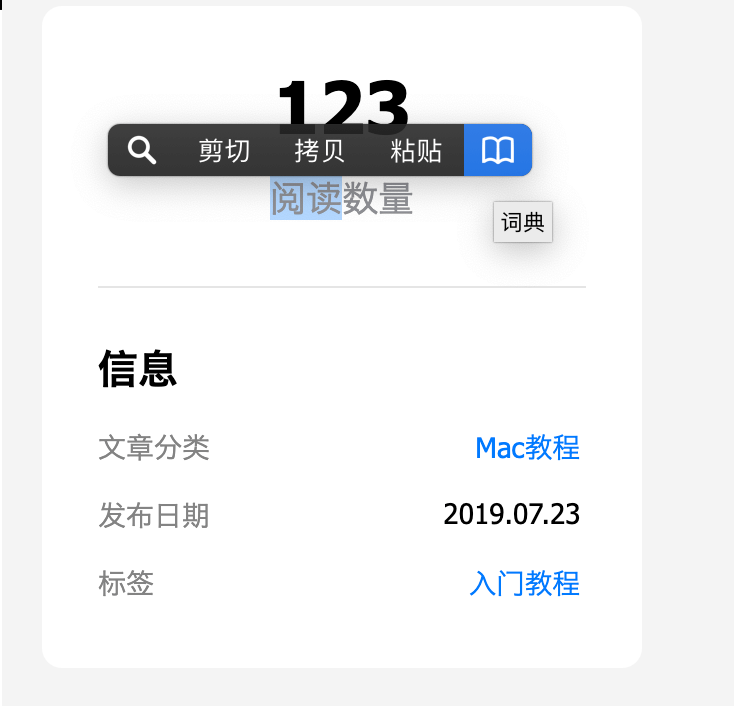 123
剪切 拷贝 粘贴
阅读数量
词典
信息
文章分类 Mac教程
发布日期 2019.07.23
标签 入门教程